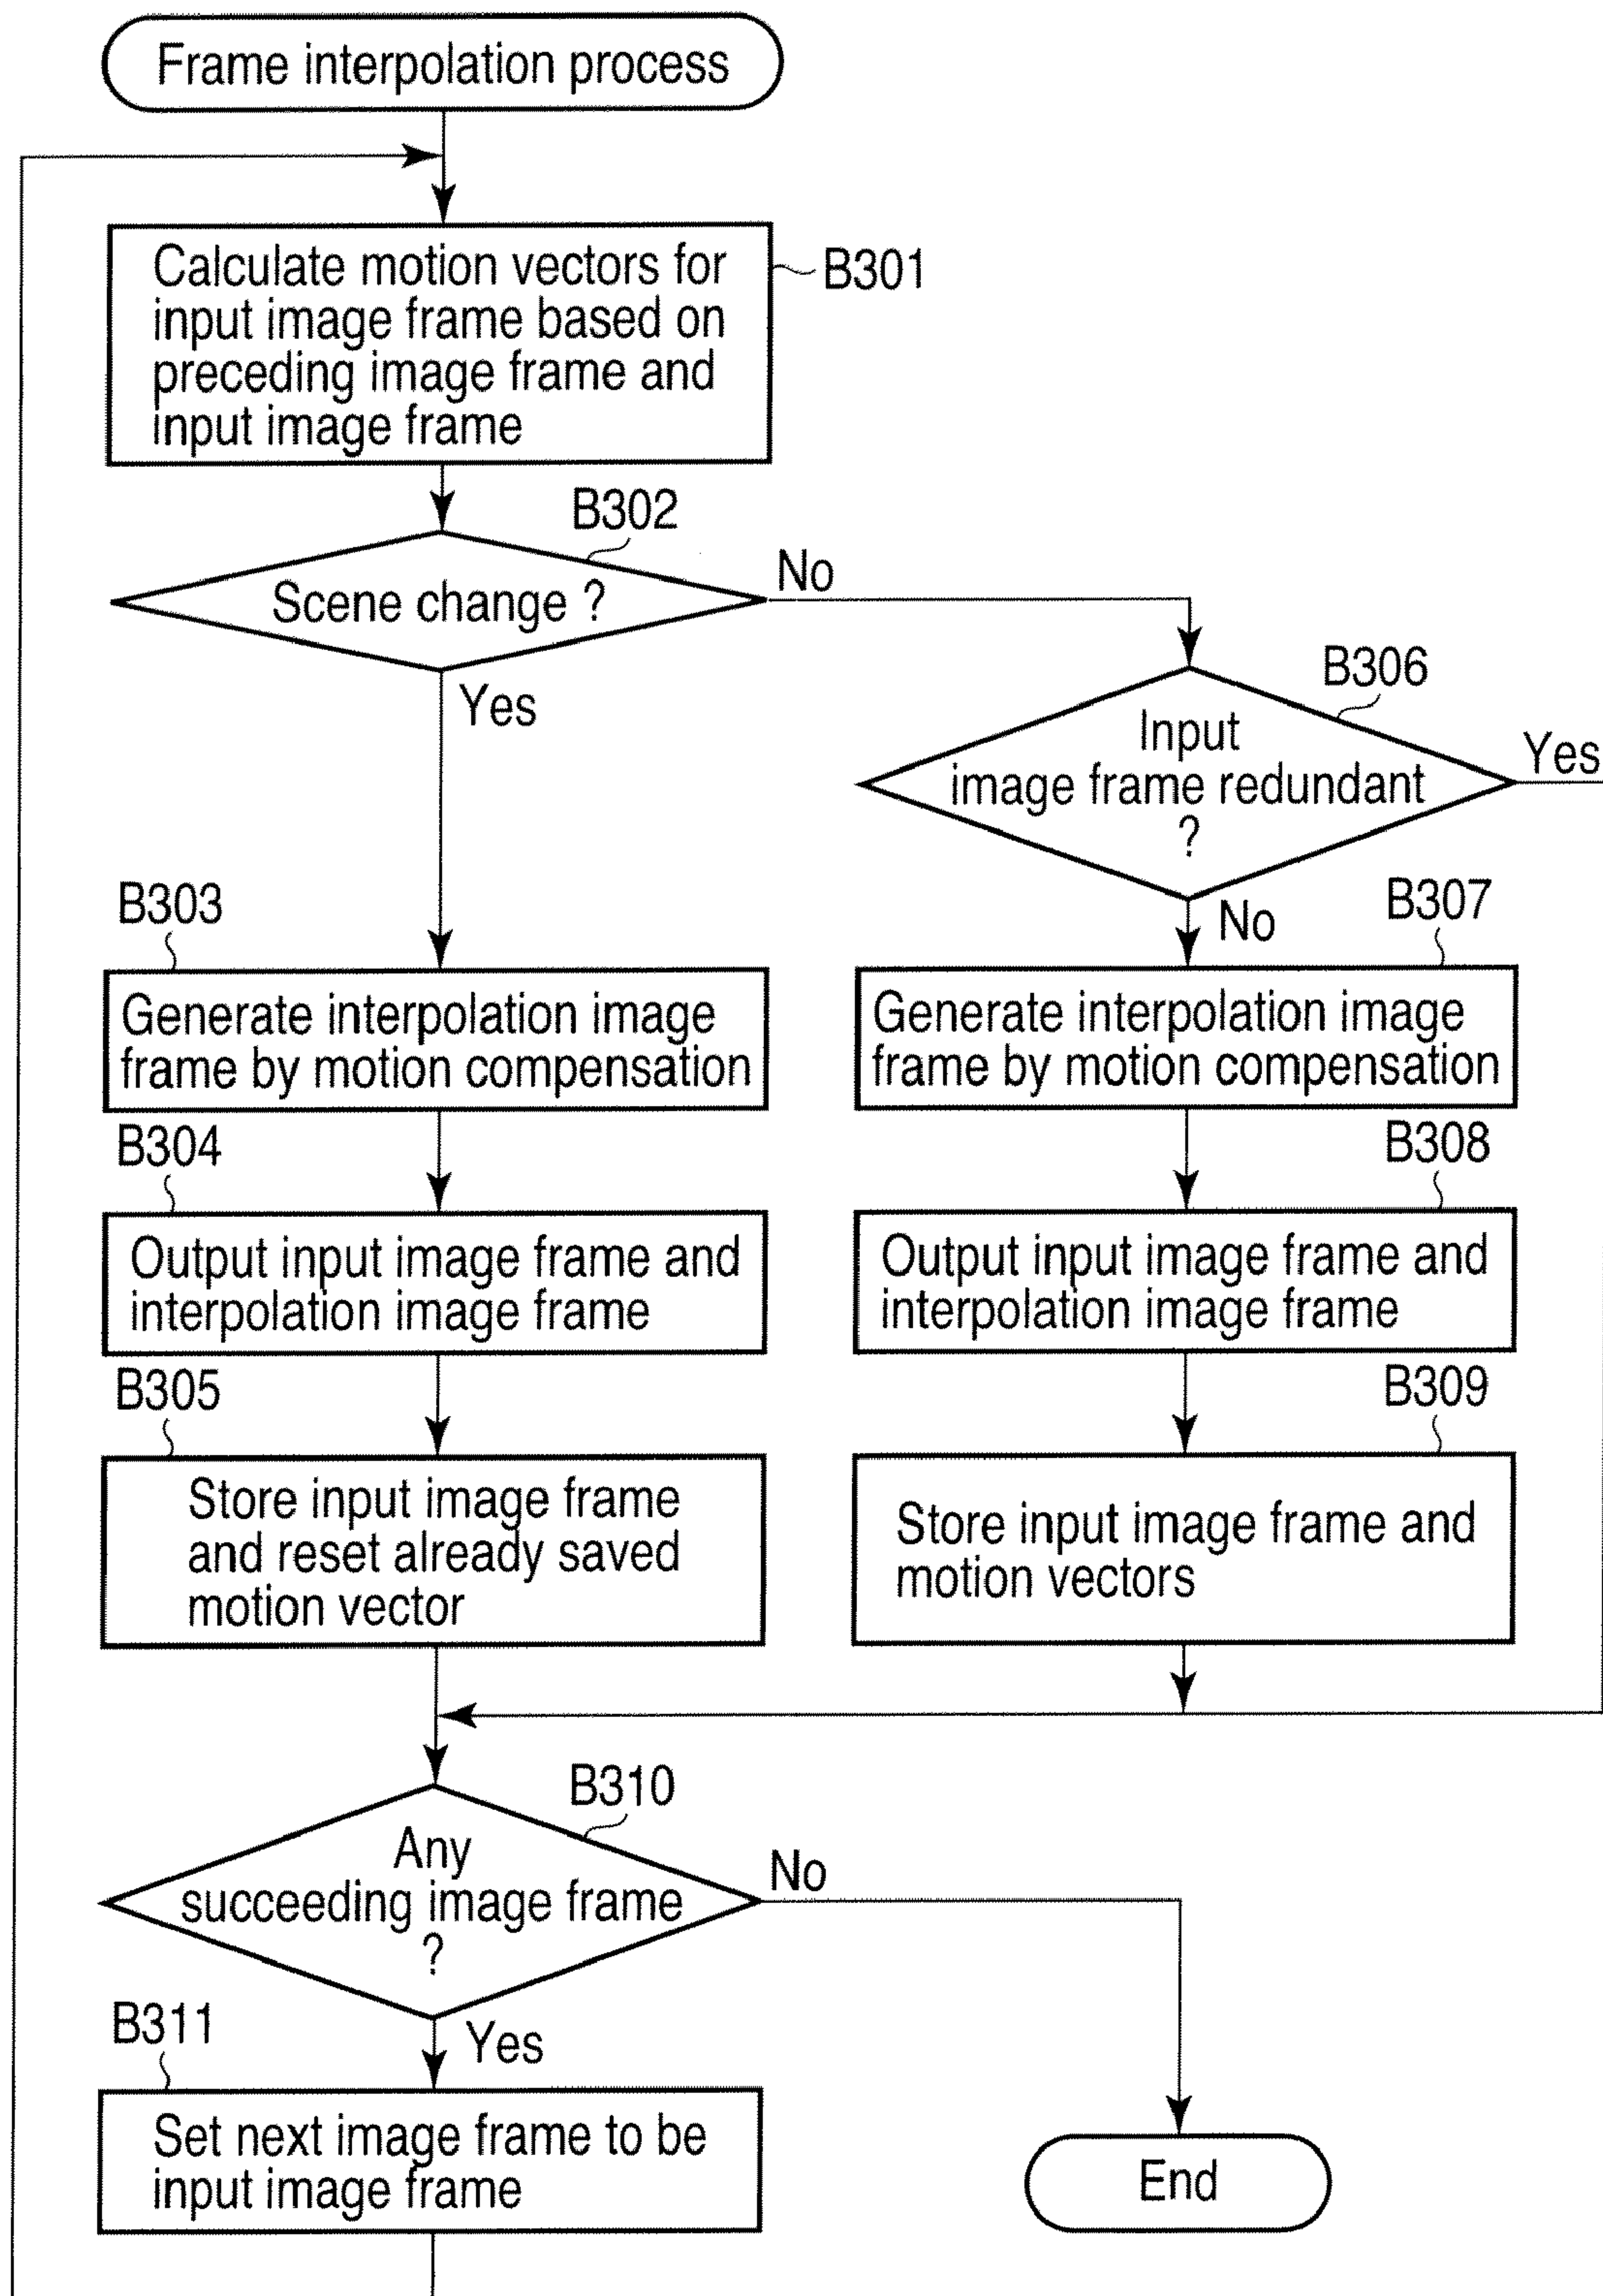 Frame interpolation process
Calculate motion vectors for
input image frame based on
preceding image frame and
input image frame
B301
B302
Scene change ?
No
Yes
B306
Input
image frame redundant
?
Yes
No
B303
Generate interpolation image
frame by motion compensation
B307
Generate interpolation image
frame by motion compensation
B304
Output input image frame and
interpolation image frame
B308
Output input image frame and
interpolation image frame
B305
Store input image frame
and reset already saved
motion vector
B309
Store input image frame and
motion vectors
B310
Any
succeeding image frame
?
No
Yes
B311
Set next image frame to be
input image frame
End